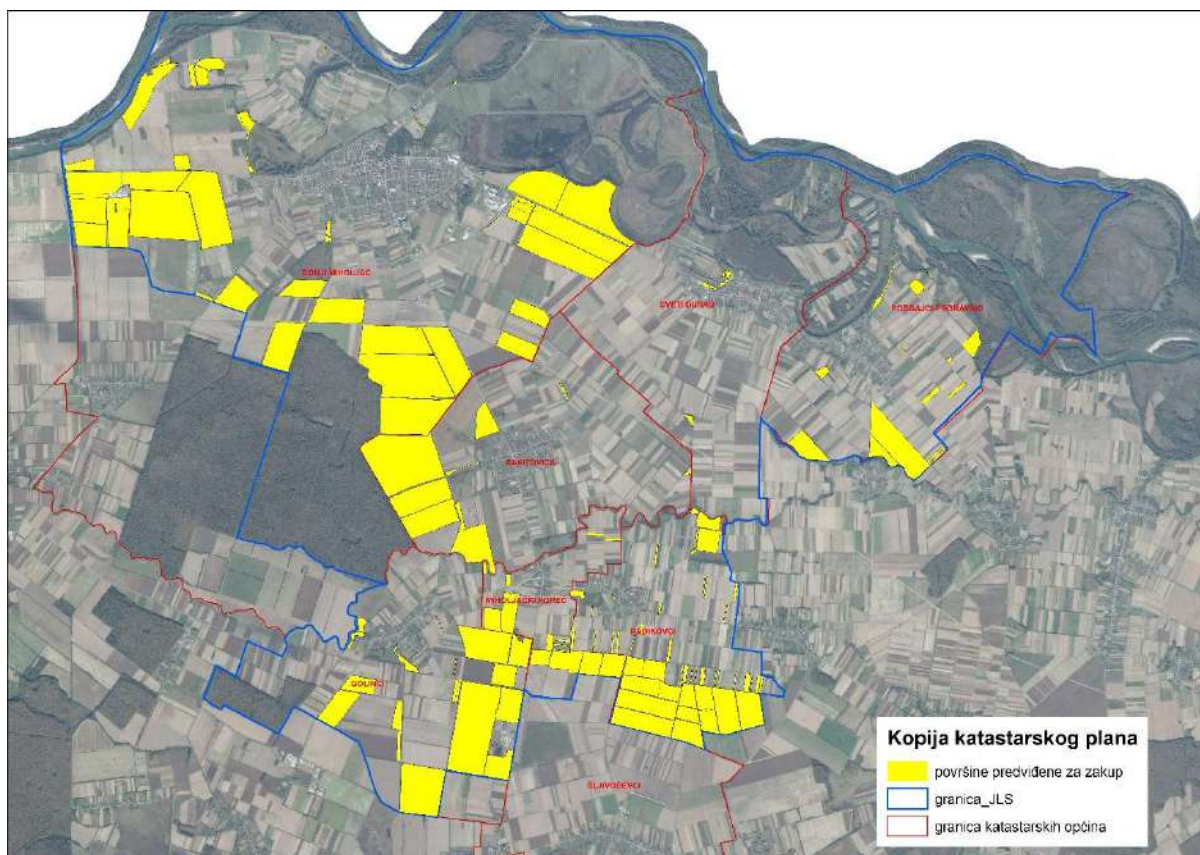 DONJI MIHOLJAC
SVETI ĐURAĐ
PODGAJCI PODRAVSKI
RAKITOVICA
MIHOLJAČKI POREČ
RADIKOVCI
GOLINCI
ŠLJIVOŠEVCI
Kopija katastarskog plana
površine predviđene za zakup
granica_JLS
granica katastarskih općina